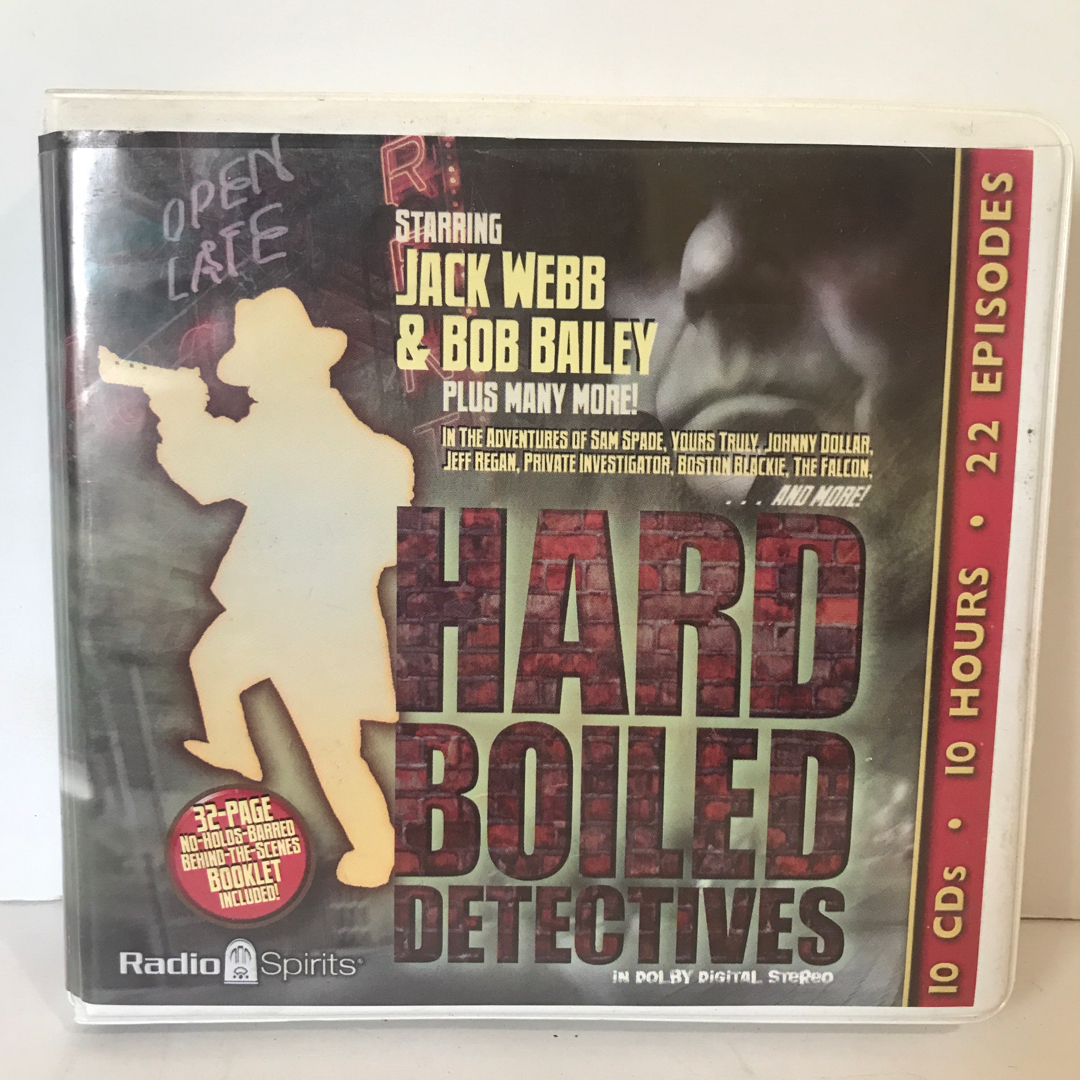 OPEN
LATE
STARRING
JACK WEBB
& BOB BAILEY
PLUS MANY MORE!
IN THE ADVENTURES OF SAM SPADE, YOURS TRULY, JOHNNY DOLLAR,
JEFF REGAN, PRIVATE INVESTIGATOR, BOSTON BLACKIE, THE FALCON,
. . . AND MORE!
HARD
BOILED
DETECTIVES
IN DOLBY DIGITAL STEREO
32-PAGE
NO-HOLDS-BARRED
BEHIND-THE-SCENES
BOOKLET
INCLUDED!
Radio Spirits®
10 CDs • 10 HOURS • 22 EPISODES